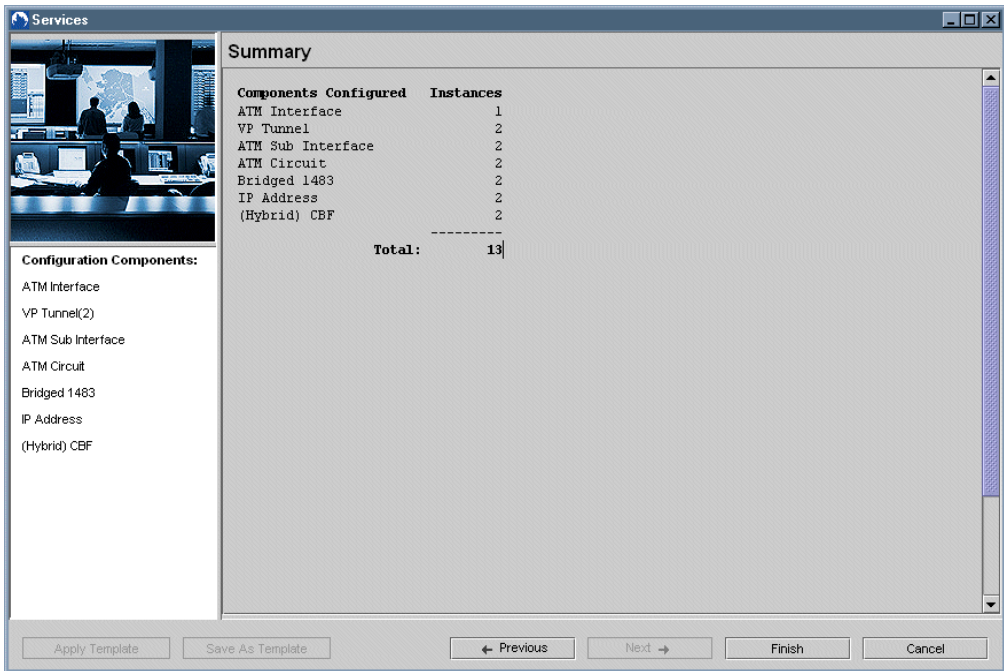 Services
Summary
Components Configured Instances
ATM Interface 1
VP Tunnel 2
ATM Sub Interface 2
ATM Circuit 2
Bridged 1483 2
IP Address 2
(Hybrid) CBF 2
---------
Total: 13
Configuration Components:
ATM Interface
VP Tunnel(2)
ATM Sub Interface
ATM Circuit
Bridged 1483
IP Address
(Hybrid) CBF
Apply Template
Save As Template
← Previous
Next →
Finish
Cancel